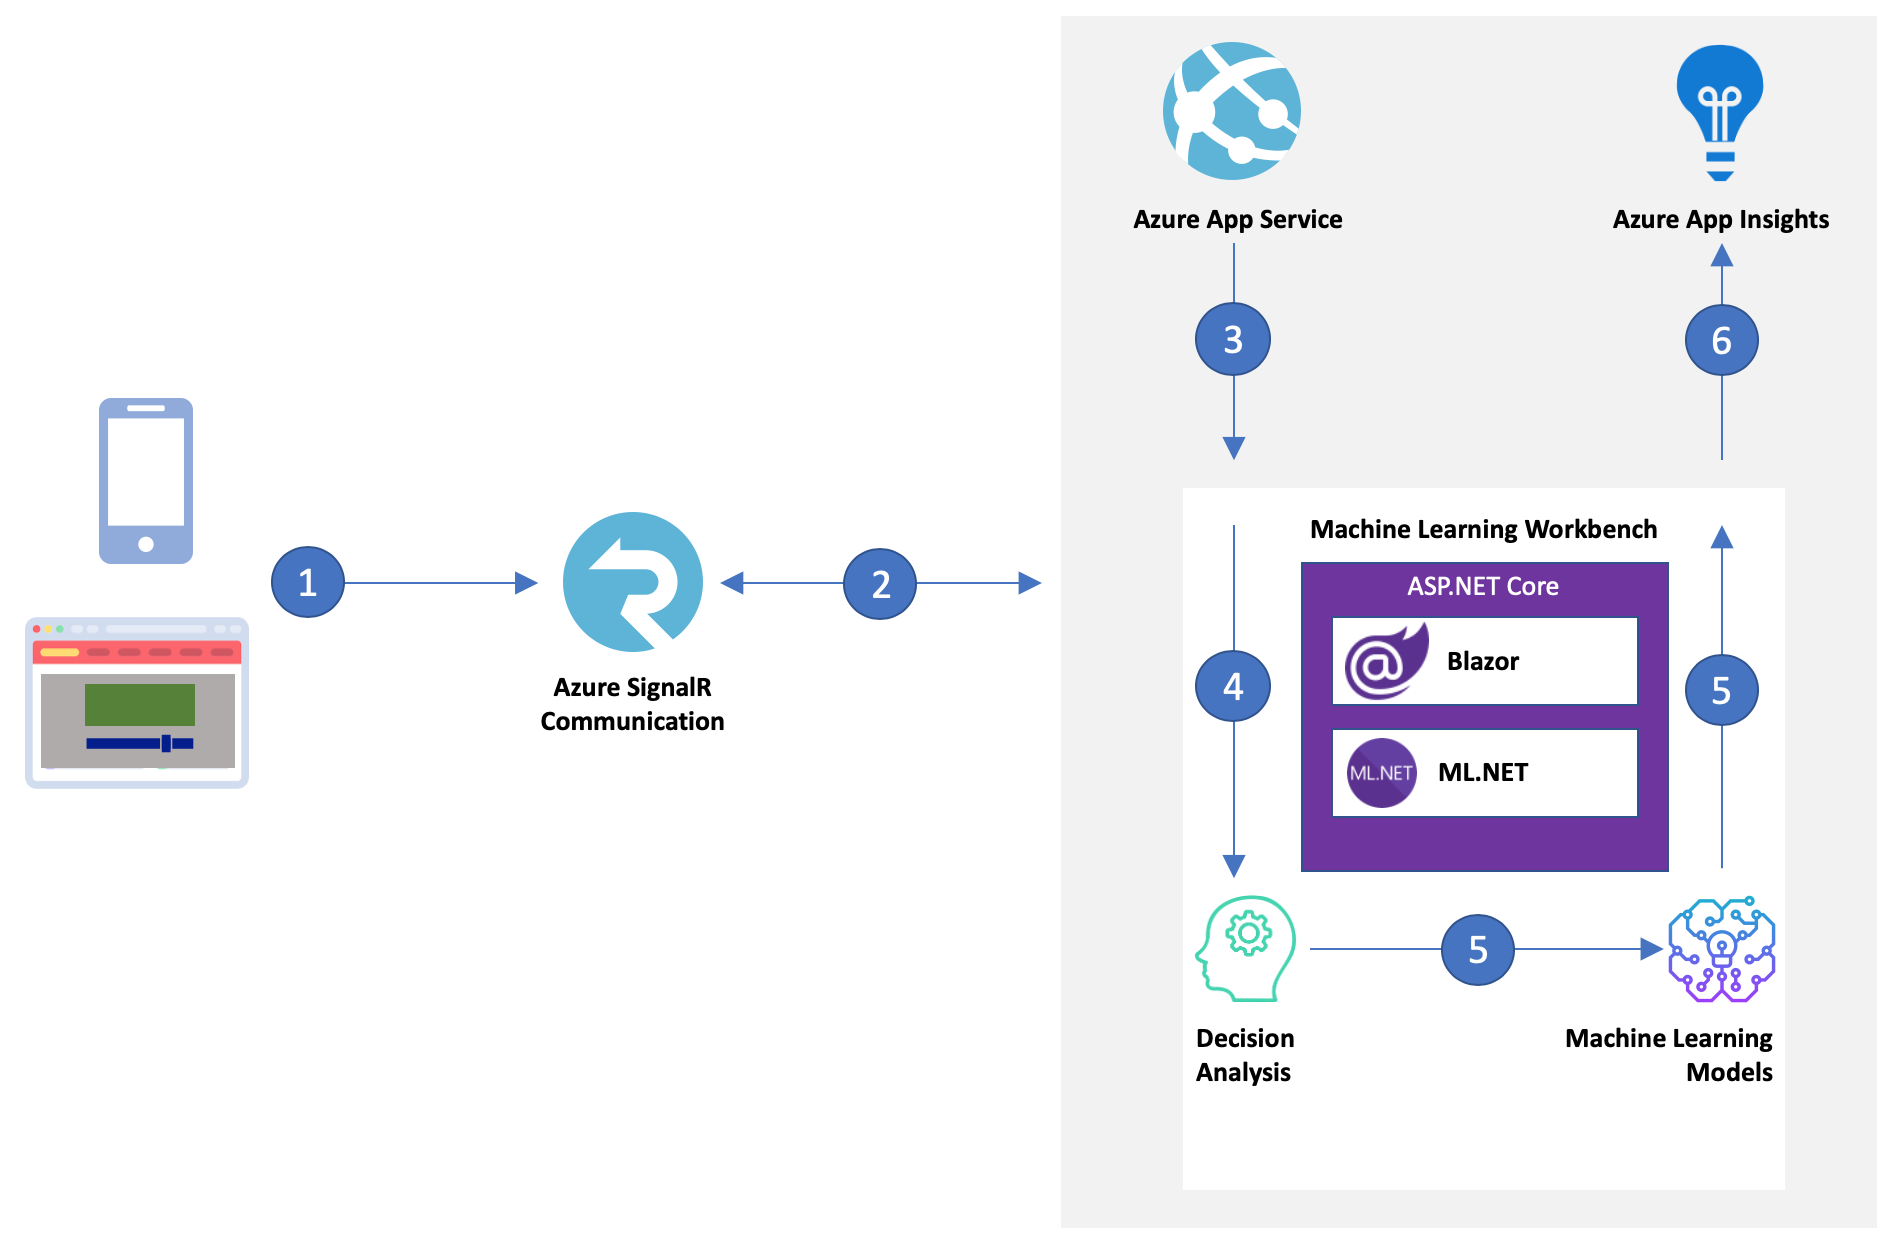 Azure App Service
Azure App Insights
3
6
1
2
Azure SignalR
Communication
Machine Learning Workbench
ASP.NET Core
Blazor
4
5
ML.NET
ML.NET
5
Decision
Analysis
Machine Learning
Models